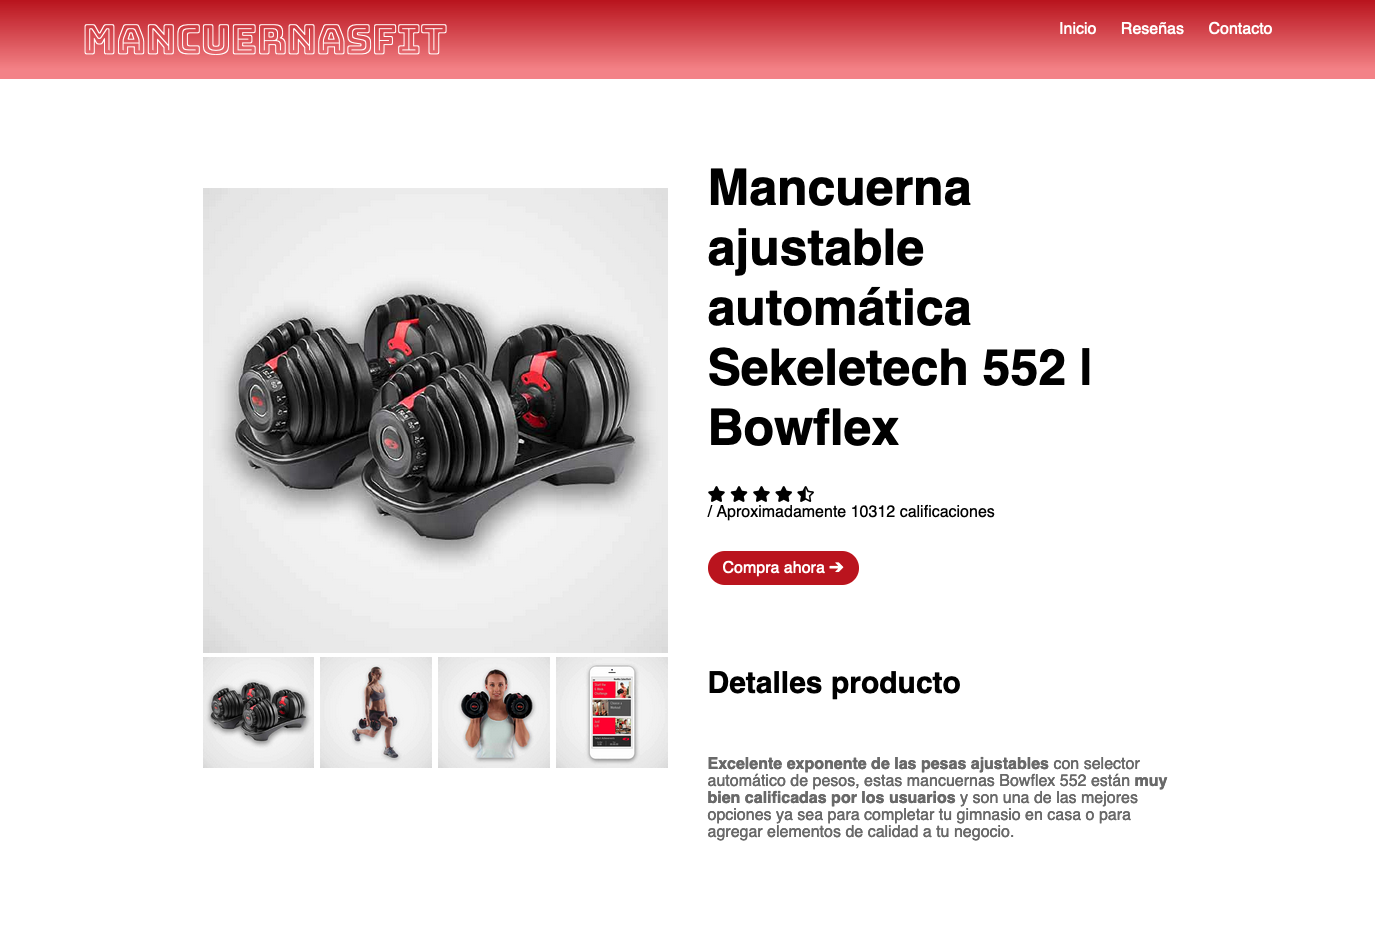 MANCUERNASFIT
Inicio Reseñas Contacto
Mancuerna
ajustable
automática
Sekeletech 552 |
Bowflex
/ Aproximadamente 10312 calificaciones
Compra ahora ➔
Detalles producto
Excelente exponente de las pesas ajustables con selector
automático de pesos, estas mancuernas Bowflex 552 están muy
bien calificadas por los usuarios y son una de las mejores
opciones ya sea para completar tu gimnasio en casa o para
agregar elementos de calidad a tu negocio.